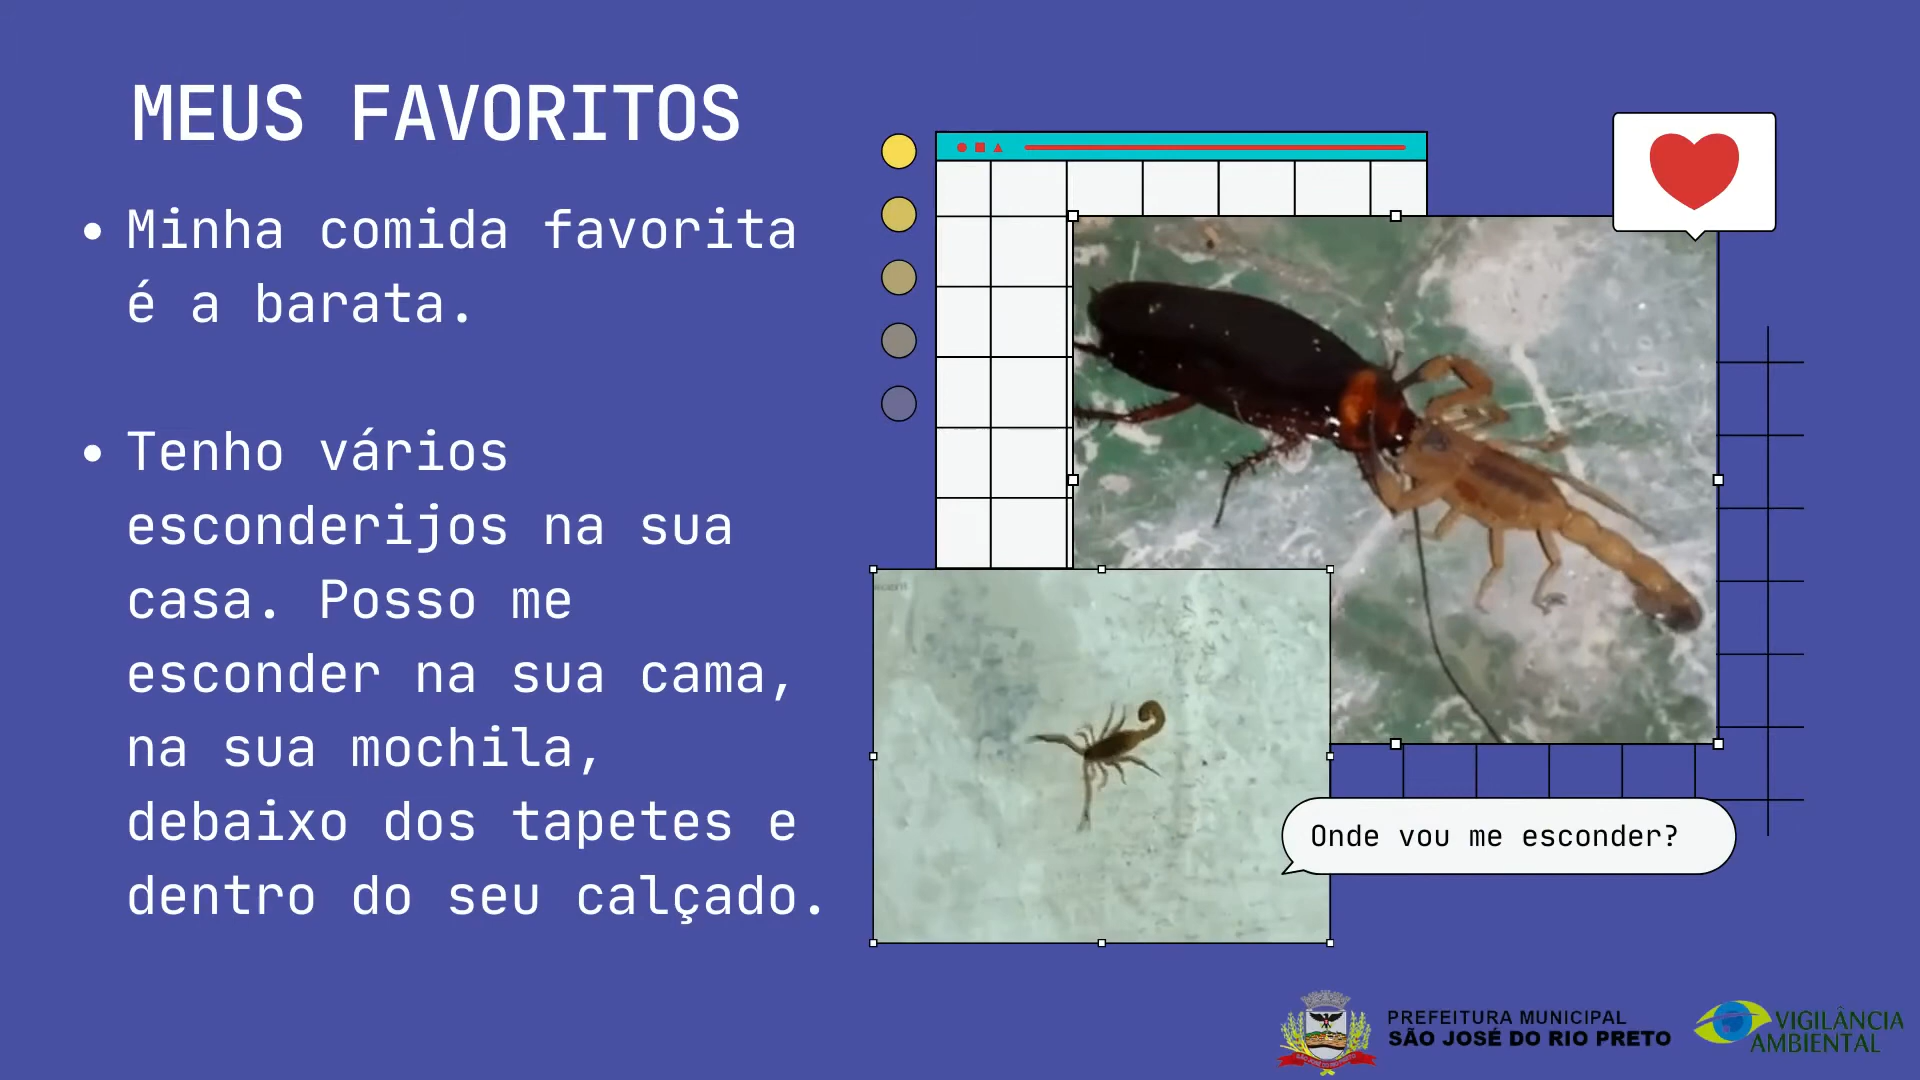 MEUS FAVORITOS
Minha comida favorita
é a barata.
Tenho vários
esconderijos na sua
casa. Posso me
esconder na sua cama,
na sua mochila,
debaixo dos tapetes e
dentro do seu calçado.
Onde vou me esconder?
PREFEITURA MUNICIPAL
SÃO JOSÉ DO RIO PRETO
VIGILÂNCIA
AMBIENTAL